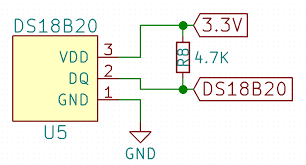 DS18B20
3.3V
VDD 3
R8 4.7K
DQ 2
DS18B20
GND 1
U5
GND